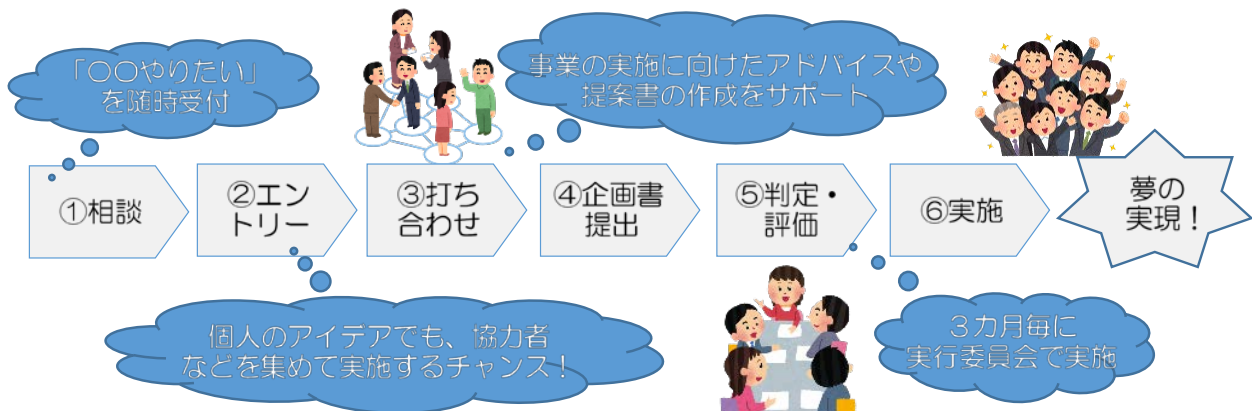 「〇〇やりたい」
を随時受付
事業の実施に向けたアドバイスや
提案書の作成をサポート
①相談
②エン
トリー
③打ち
合わせ
④企画書
提出
⑤判定・
評価
⑥実施
夢の
実現！
個人のアイデアでも、協力者
などを集めて実施するチャンス！
３カ月毎に
実行委員会で実施